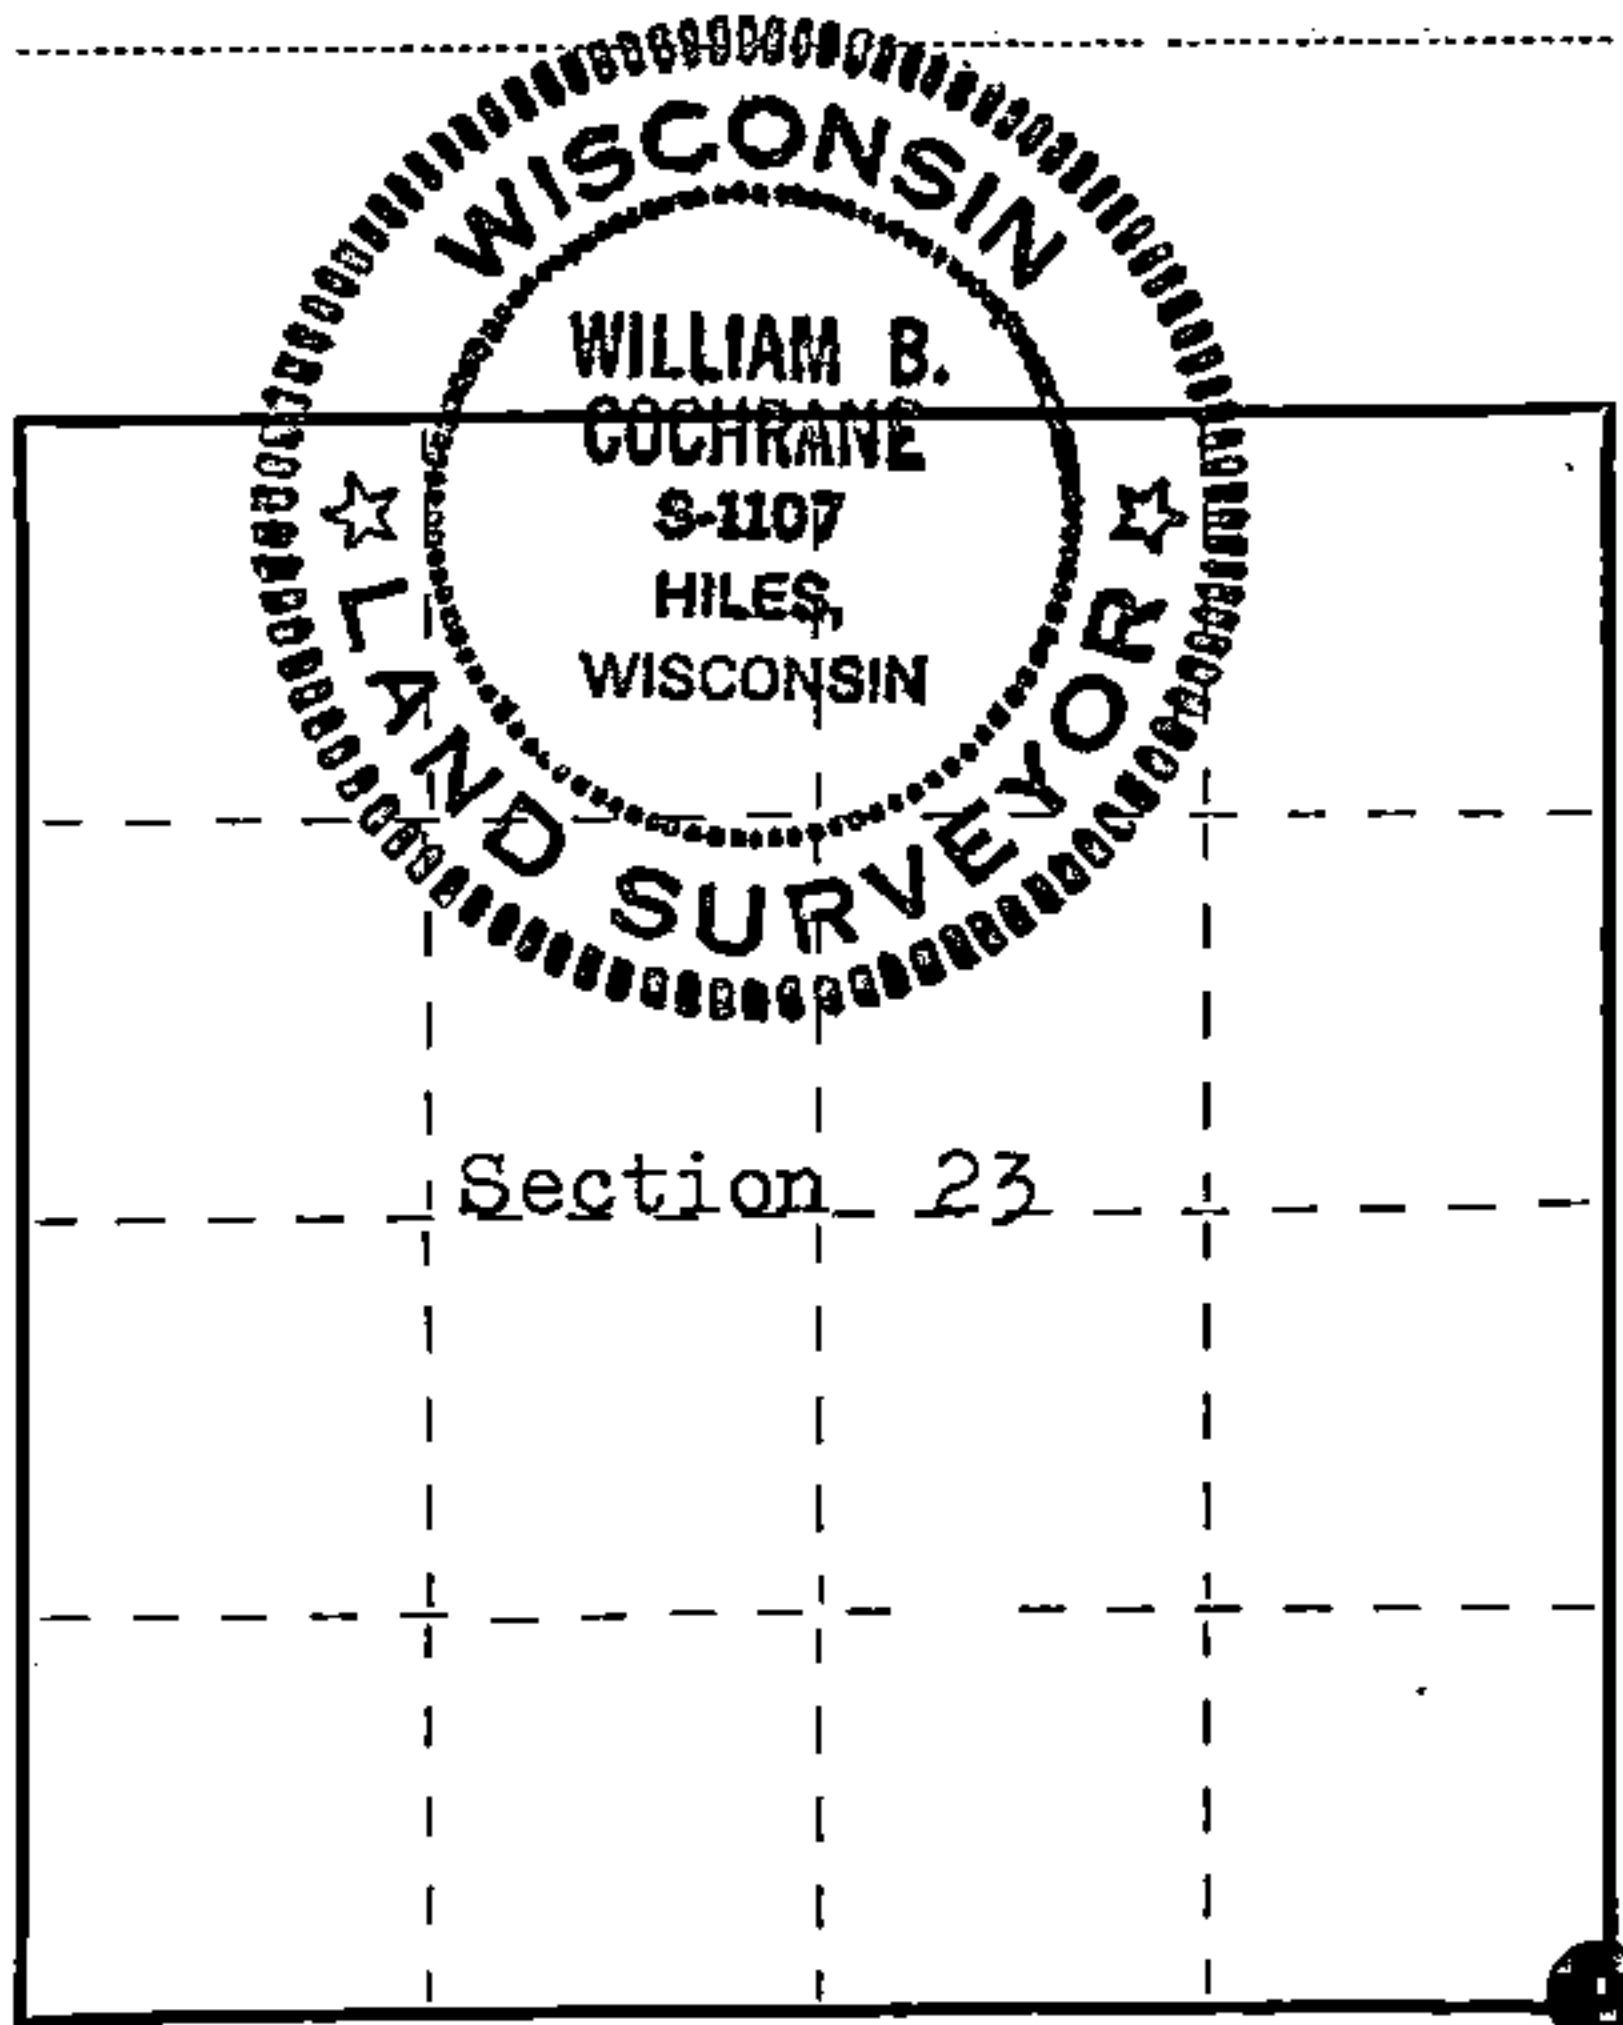 WISCONSIN
WILLIAM B.
COCHRANE
S-1107
HILES,
WISCONSIN
LAND SURVEYOR
Section 23